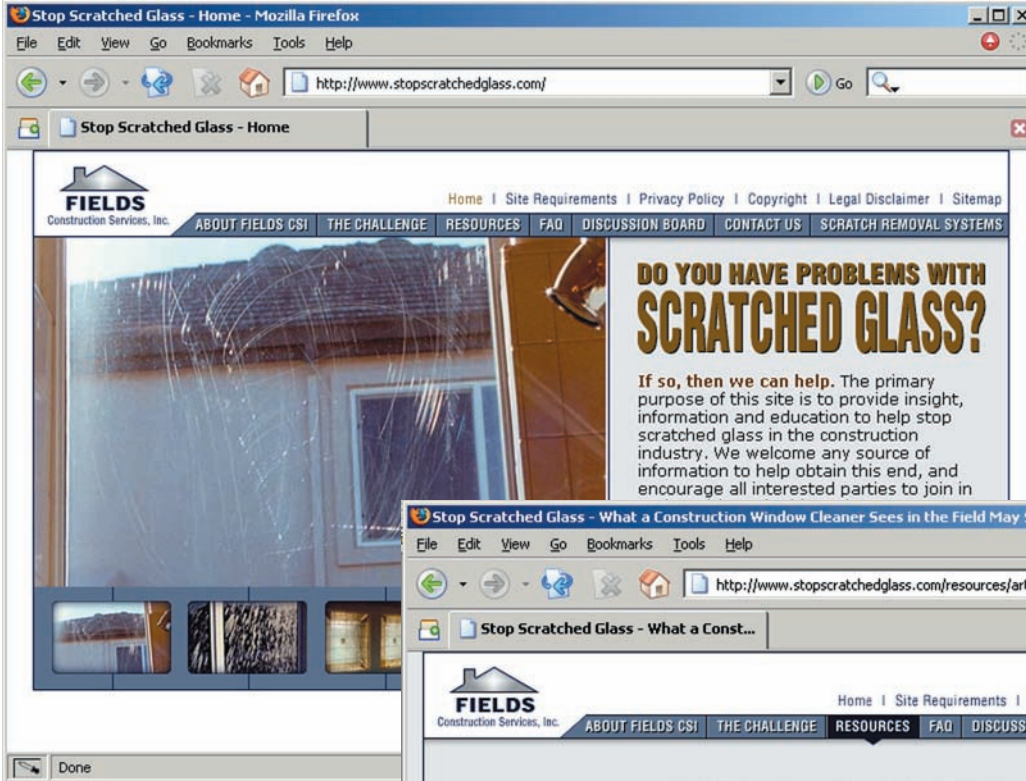 Stop Scratched Glass - Home - Mozilla Firefox
File Edit View Go Bookmarks Tools Help
http://www.stopscratchedglass.com/ Go
Stop Scratched Glass - Home
FIELDS
Construction Services, Inc.
Home | Site Requirements | Privacy Policy | Copyright | Legal Disclaimer | Sitemap
ABOUT FIELDS CSI THE CHALLENGE RESOURCES FAQ DISCUSSION BOARD CONTACT US SCRATCH REMOVAL SYSTEMS
DO YOU HAVE PROBLEMS WITH
SCRATCHED GLASS?
If so, then we can help. The primary
purpose of this site is to provide insight,
information and education to help stop
scratched glass in the construction
industry. We welcome any source of
information to help obtain this end, and
encourage all interested parties to join in
Stop Scratched Glass - What a Construction Window Cleaner Sees in the Field May
File Edit View Go Bookmarks Tools Help
http://www.stopscratchedglass.com/resources/art
Stop Scratched Glass - What a Const...
FIELDS
Construction Services, Inc.
Home | Site Requirements |
ABOUT FIELDS CSI THE CHALLENGE RESOURCES FAQ DISCUSS
Done